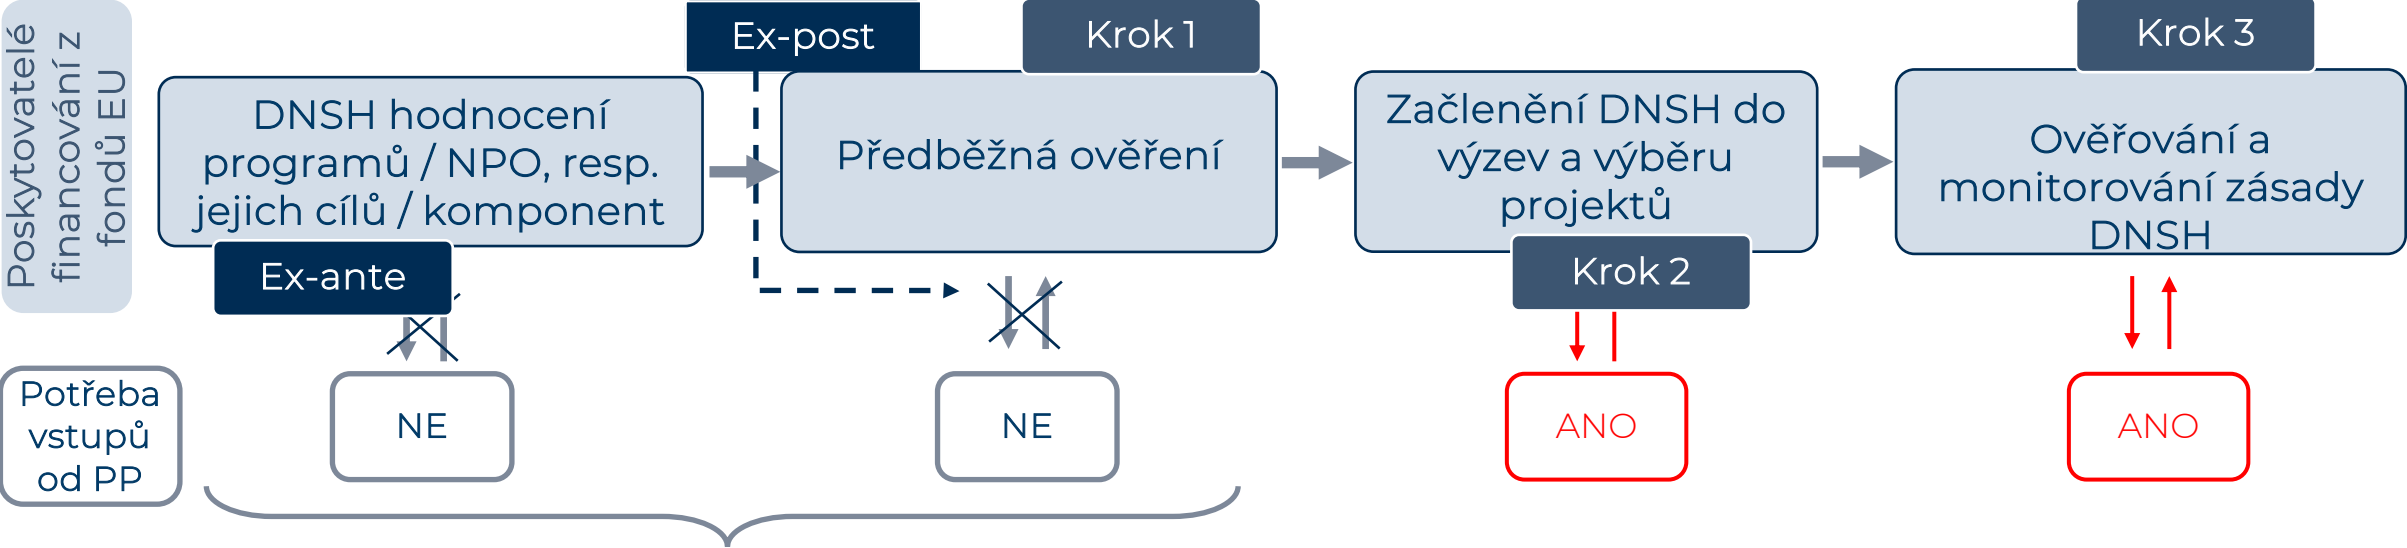 Poskytovatelé
financování z
fondů EU
Ex-post
Krok 1
Krok 3
DNSH hodnocení
programů / NPO, resp.
jejich cílů / komponent
Ex-ante
Předběžná ověření
Začlenění DNSH do
výzev a výběru
projektů
Krok 2
Ověřování a
monitorování zásady
DNSH
Potřeba
vstupů
od PP
NE
NE
ANO
ANO